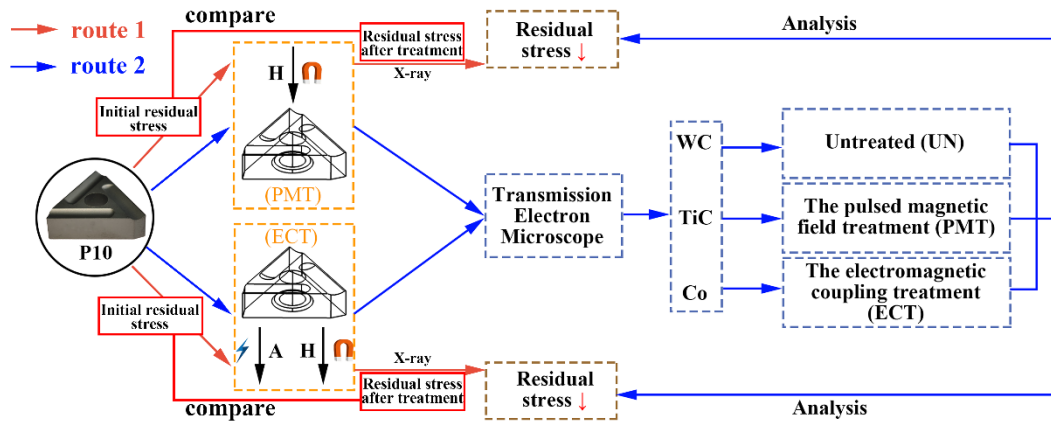 route 1
route 2
compare
Residual stress
after treatment
X-ray
Residual
stress ↓
Analysis
Initial residual
stress
H
(PMT)
P10
(ECT)
A
H
Initial residual
stress
Transmission
Electron
Microscope
WC
TiC
Co
Untreated (UN)
The pulsed magnetic
field treatment (PMT)
The electromagnetic
coupling treatment
(ECT)
X-ray
Residual stress
after treatment
compare
Residual
stress ↓
Analysis